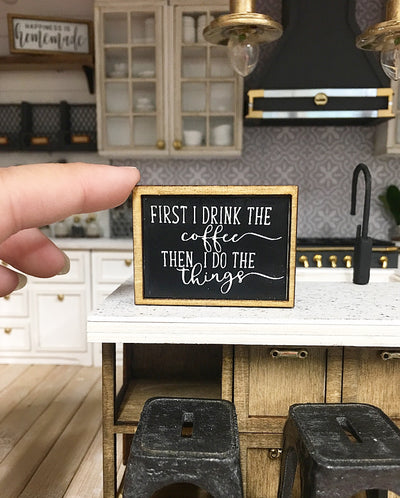 HAPPINESS IS
homemade
FIRST I DRINK THE
coffee
THEN I DO THE
things